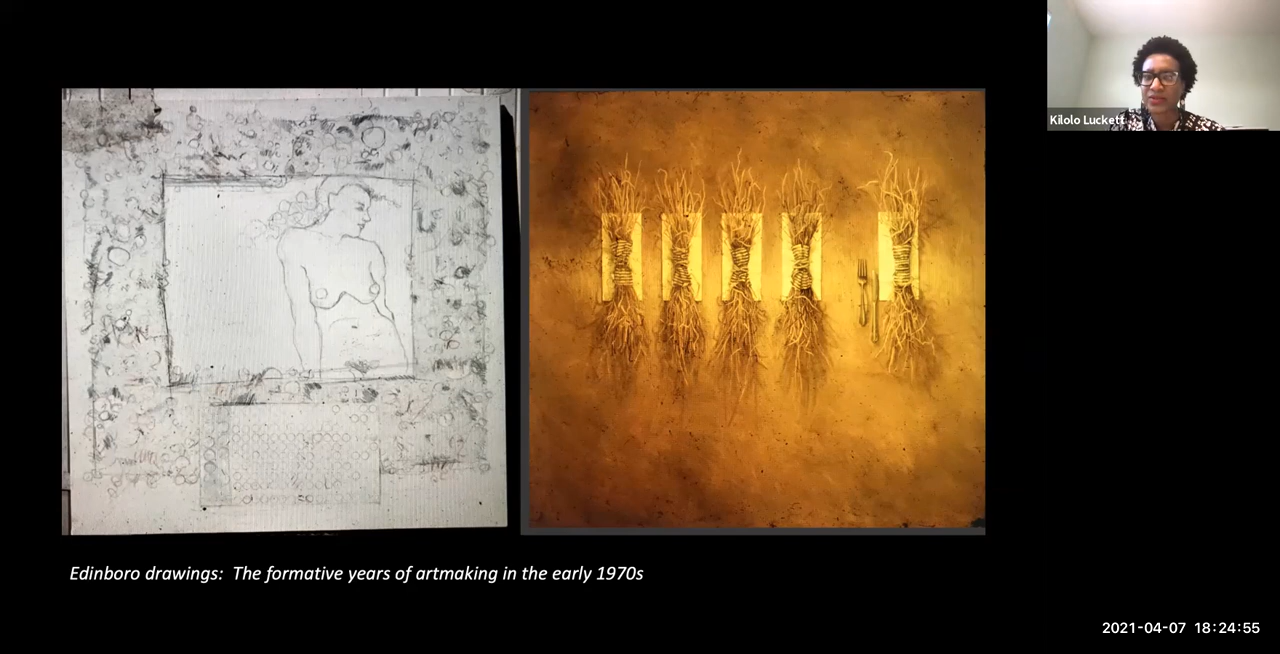 Kilolo Luckett
Edinboro drawings: The formative years of artmaking in the early 1970s
2021-04-07 18:24:55